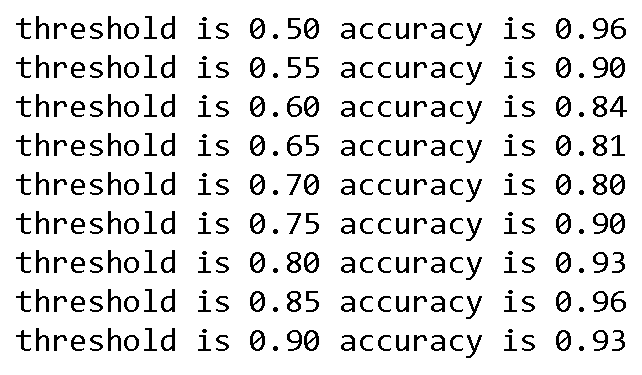 threshold is 0.50 accuracy is 0.96
threshold is 0.55 accuracy is 0.90
threshold is 0.60 accuracy is 0.84
threshold is 0.65 accuracy is 0.81
threshold is 0.70 accuracy is 0.80
threshold is 0.75 accuracy is 0.90
threshold is 0.80 accuracy is 0.93
threshold is 0.85 accuracy is 0.96
threshold is 0.90 accuracy is 0.93